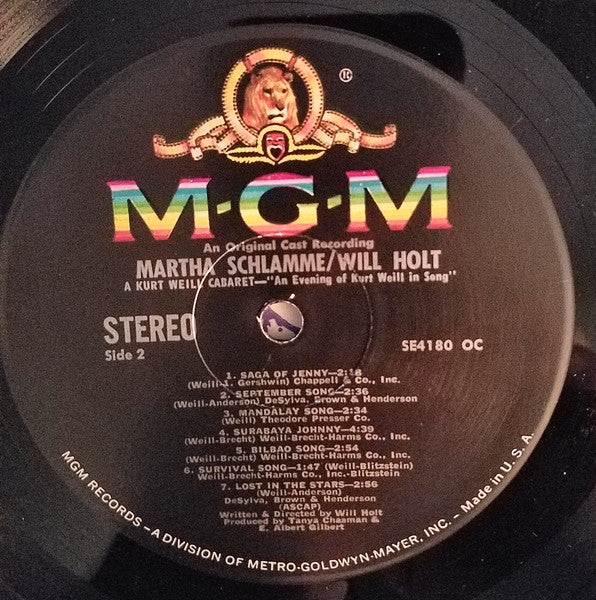 ®
M-G-M
An Original Cast Recording
MARTHA SCHLAMME/WILL HOLT
A KURT WEILL CABARET—"An Evening of Kurt Weill in Song"
STEREO
Side 2
SE4180 OC
1. SAGA OF JENNY—2:18
(Weill-I. Gershwin) Chappell & Co., Inc.
2. SEPTEMBER SONG—2:36
(Weill-Anderson) DeSylva, Brown & Henderson
3. MANDALAY SONG—2:34
(Weill) Theodore Presser Co.
4. SURABAYA JOHNNY—4:39
(Weill-Brecht) Weill-Brecht-Harms Co., Inc.
5. BILBAO SONG—2:54
(Weill-Brecht) Weill-Brecht-Harms Co., Inc.
6. SURVIVAL SONG—1:47 (Weill-Blitzstein)
Weill-Brecht-Harms Co., Inc.-Blitzstein
7. LOST IN THE STARS—2:56
(Weill-Anderson)
DeSylva, Brown & Henderson
(ASCAP)
Written & Directed by Will Holt
Produced by Tanya Chasman &
E. Albert Gilbert
MGM RECORDS – A DIVISION OF METRO-GOLDWYN-MAYER, INC. – Made in U.S.A.